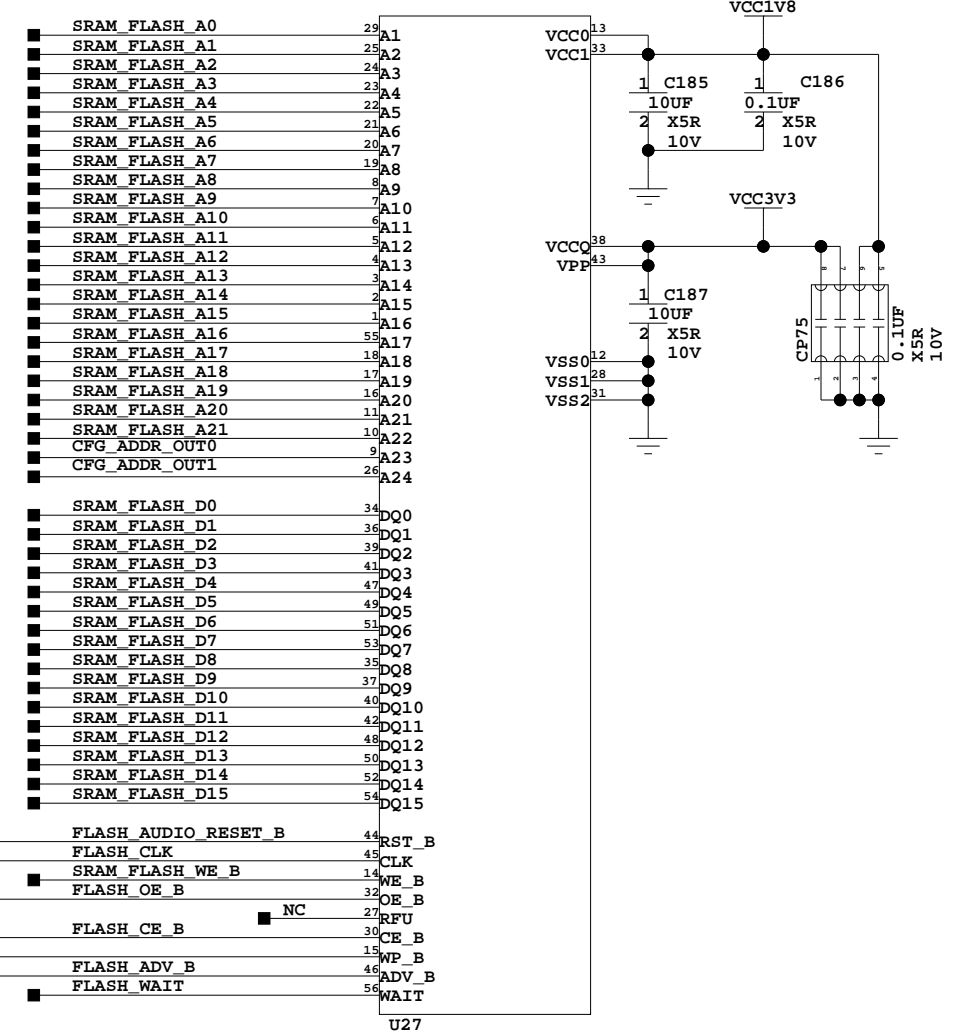 VCC1V8
SRAM_FLASH_A0 29 A1 VCC0 13
SRAM_FLASH_A1 25 A2 VCC1 33
SRAM_FLASH_A2 24 A3
SRAM_FLASH_A3 23 A4 1 C185 1 C186
SRAM_FLASH_A4 22 A5 10UF 0.1UF
SRAM_FLASH_A5 21 A6 2 X5R 2 X5R
SRAM_FLASH_A6 20 A7 10V 10V
SRAM_FLASH_A7 19 A8
SRAM_FLASH_A8 8 A9
SRAM_FLASH_A9 7 A10 VCC3V3
SRAM_FLASH_A10 6 A11
SRAM_FLASH_A11 5 A12 VCCQ 38
SRAM_FLASH_A12 4 A13 VPP 43 8 7 6 5
SRAM_FLASH_A13 3 A14
SRAM_FLASH_A14 2 A15 1 C187
SRAM_FLASH_A15 1 A16 10UF
SRAM_FLASH_A16 55 A17 2 X5R CP75 0.1UF X5R 10V
SRAM_FLASH_A17 18 A18 10V
VSS0 12
SRAM_FLASH_A18 17 A19 VSS1 28 1 2 3 4
SRAM_FLASH_A19 16 A20 VSS2 31
SRAM_FLASH_A20 11 A21
SRAM_FLASH_A21 10 A22
CFG_ADDR_OUT0 9 A23
CFG_ADDR_OUT1 26 A24
SRAM_FLASH_D0 34 DQ0
SRAM_FLASH_D1 36 DQ1
SRAM_FLASH_D2 39 DQ2
SRAM_FLASH_D3 41 DQ3
SRAM_FLASH_D4 47 DQ4
SRAM_FLASH_D5 49 DQ5
SRAM_FLASH_D6 51 DQ6
SRAM_FLASH_D7 53 DQ7
SRAM_FLASH_D8 35 DQ8
SRAM_FLASH_D9 37 DQ9
SRAM_FLASH_D10 40 DQ10
SRAM_FLASH_D11 42 DQ11
SRAM_FLASH_D12 48 DQ12
SRAM_FLASH_D13 50 DQ13
SRAM_FLASH_D14 52 DQ14
SRAM_FLASH_D15 54 DQ15
FLASH_AUDIO_RESET_B 44 RST_B
FLASH_CLK 45 CLK
SRAM_FLASH_WE_B 14 WE_B
FLASH_OE_B 32 OE_B
NC 27 RFU
FLASH_CE_B 30 CE_B
15 WP_B
FLASH_ADV_B 46 ADV_B
FLASH_WAIT 56 WAIT
U27